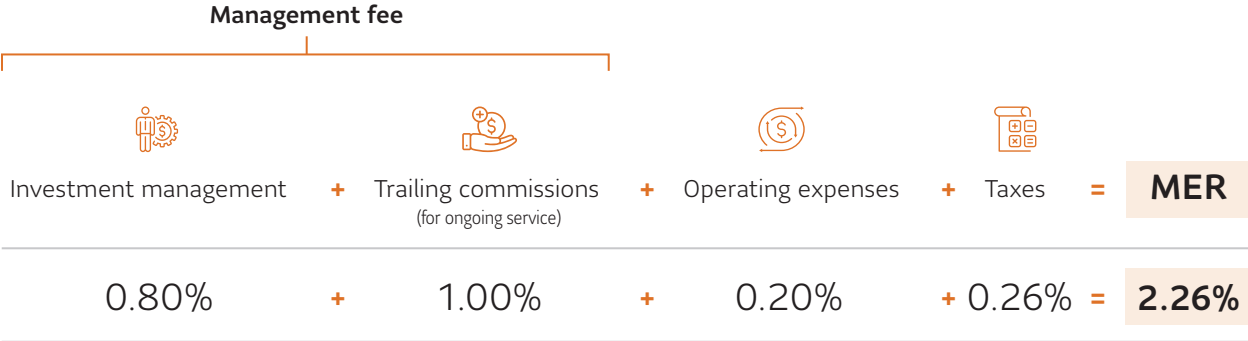 Management fee
Investment management + Trailing commissions + Operating expenses + Taxes = MER
(for ongoing service)
0.80% + 1.00% + 0.20% + 0.26% = 2.26%